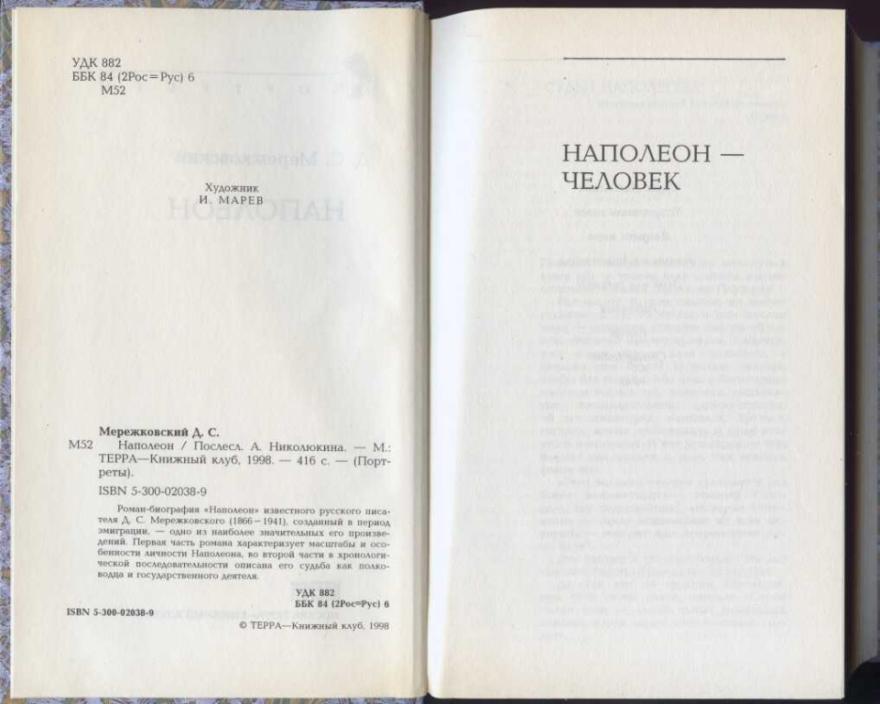 УДК 882
ББК 84 (2Рос=Рус) 6
М52
Художник
И. МАРЕВ
Мережковский Д. С.
М52 Наполеон / Послесл. А. Николюкина. — М.:
ТЕРРА—Книжный клуб, 1998. — 416 с. — (Порт-
реты).
ISBN 5-300-02038-9
Роман-биография «Наполеон» известного русского писа-
теля Д. С. Мережковского (1866–1941), созданный в период
эмиграции, — одно из наиболее значительных его произве-
дений. Первая часть романа характеризует масштабы и осо-
бенности личности Наполеона, во второй части в хронологи-
ческой последовательности описана его судьба как полко-
водца и государственного деятеля.
УДК 882
ББК 84 (2Рос=Рус) 6
ISBN 5-300-02038-9
© ТЕРРА—Книжный клуб, 1998
НАПОЛЕОН —
ЧЕЛОВЕК